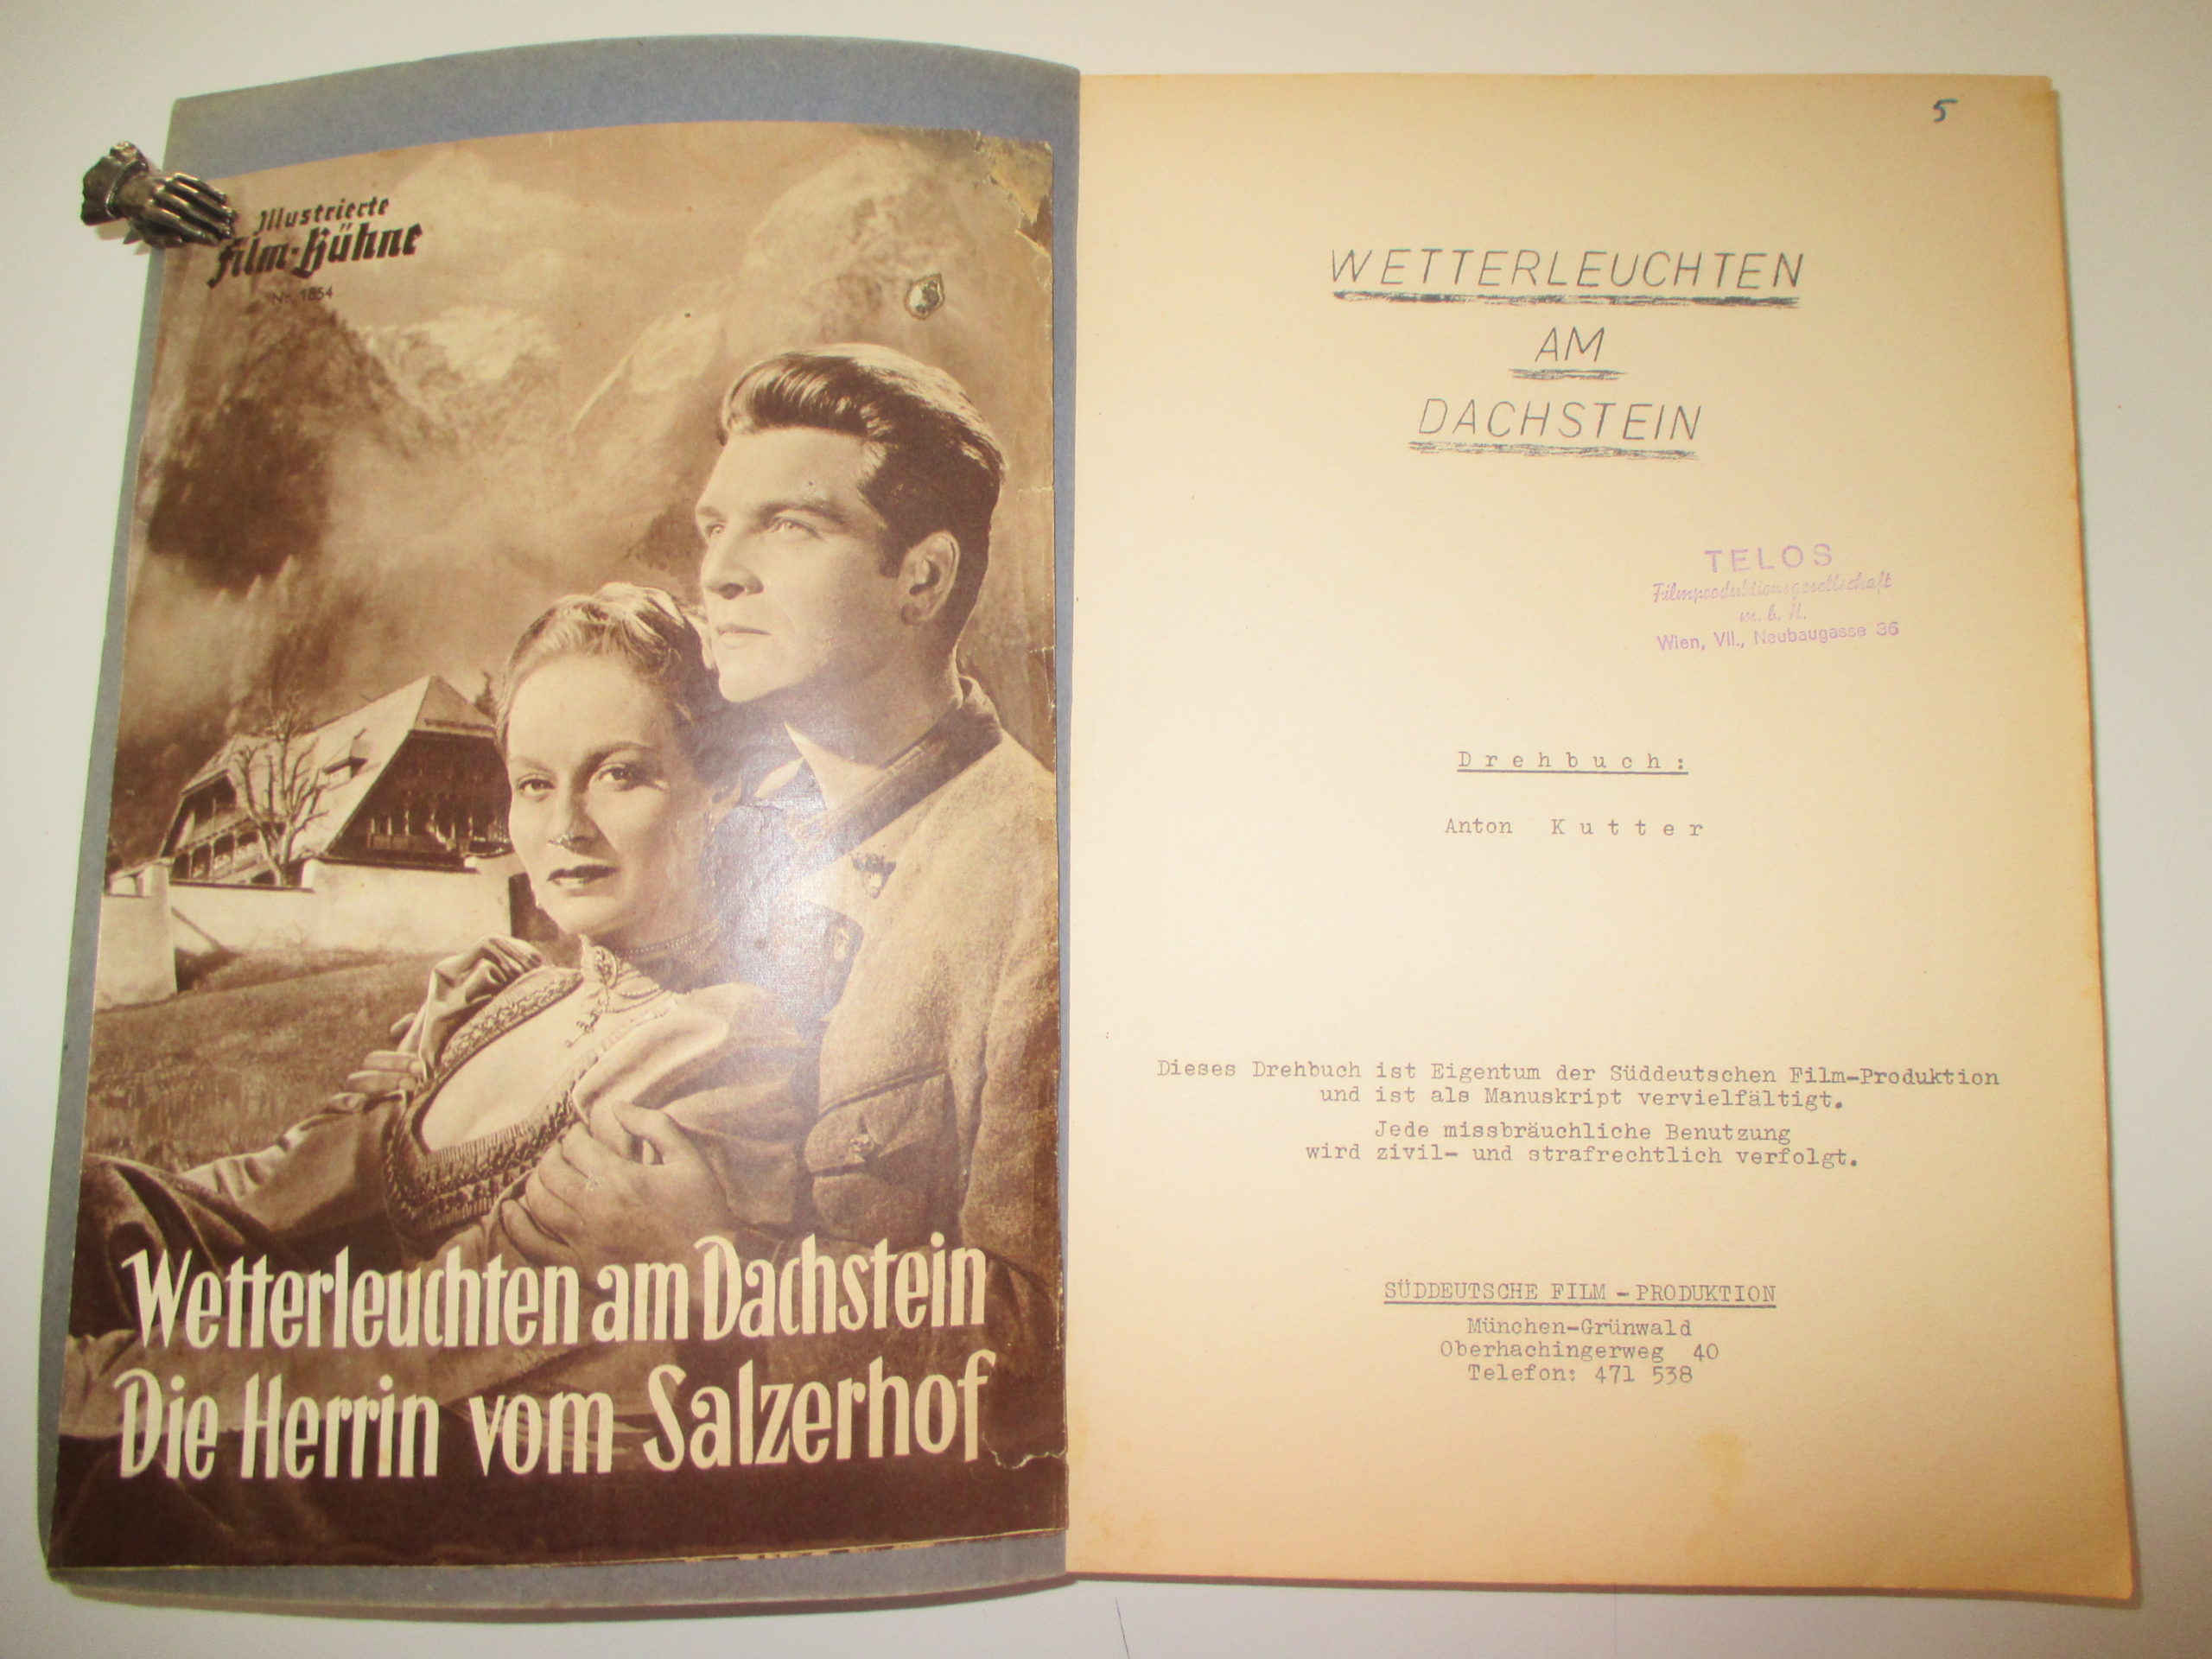 Illustrierte
Film-Bühne
Nr. 1854
Wetterleuchten am Dachstein
Die Herrin vom Salzerhof
5
WETTERLEUCHTEN
AM
DACHSTEIN
TELOS
Filmproduktionsgesellschaft
m. b. H.
Wien, VII., Neubaugasse 36
Drehbuch:
Anton Kutter
Dieses Drehbuch ist Eigentum der Süddeutschen Film-Produktion
und ist als Manuskript vervielfältigt.
Jede missbräuchliche Benutzung
wird zivil- und strafrechtlich verfolgt.
SÜDDEUTSCHE FILM - PRODUKTION
München-Grünwald
Oberhachingerweg 40
Telefon: 471 538